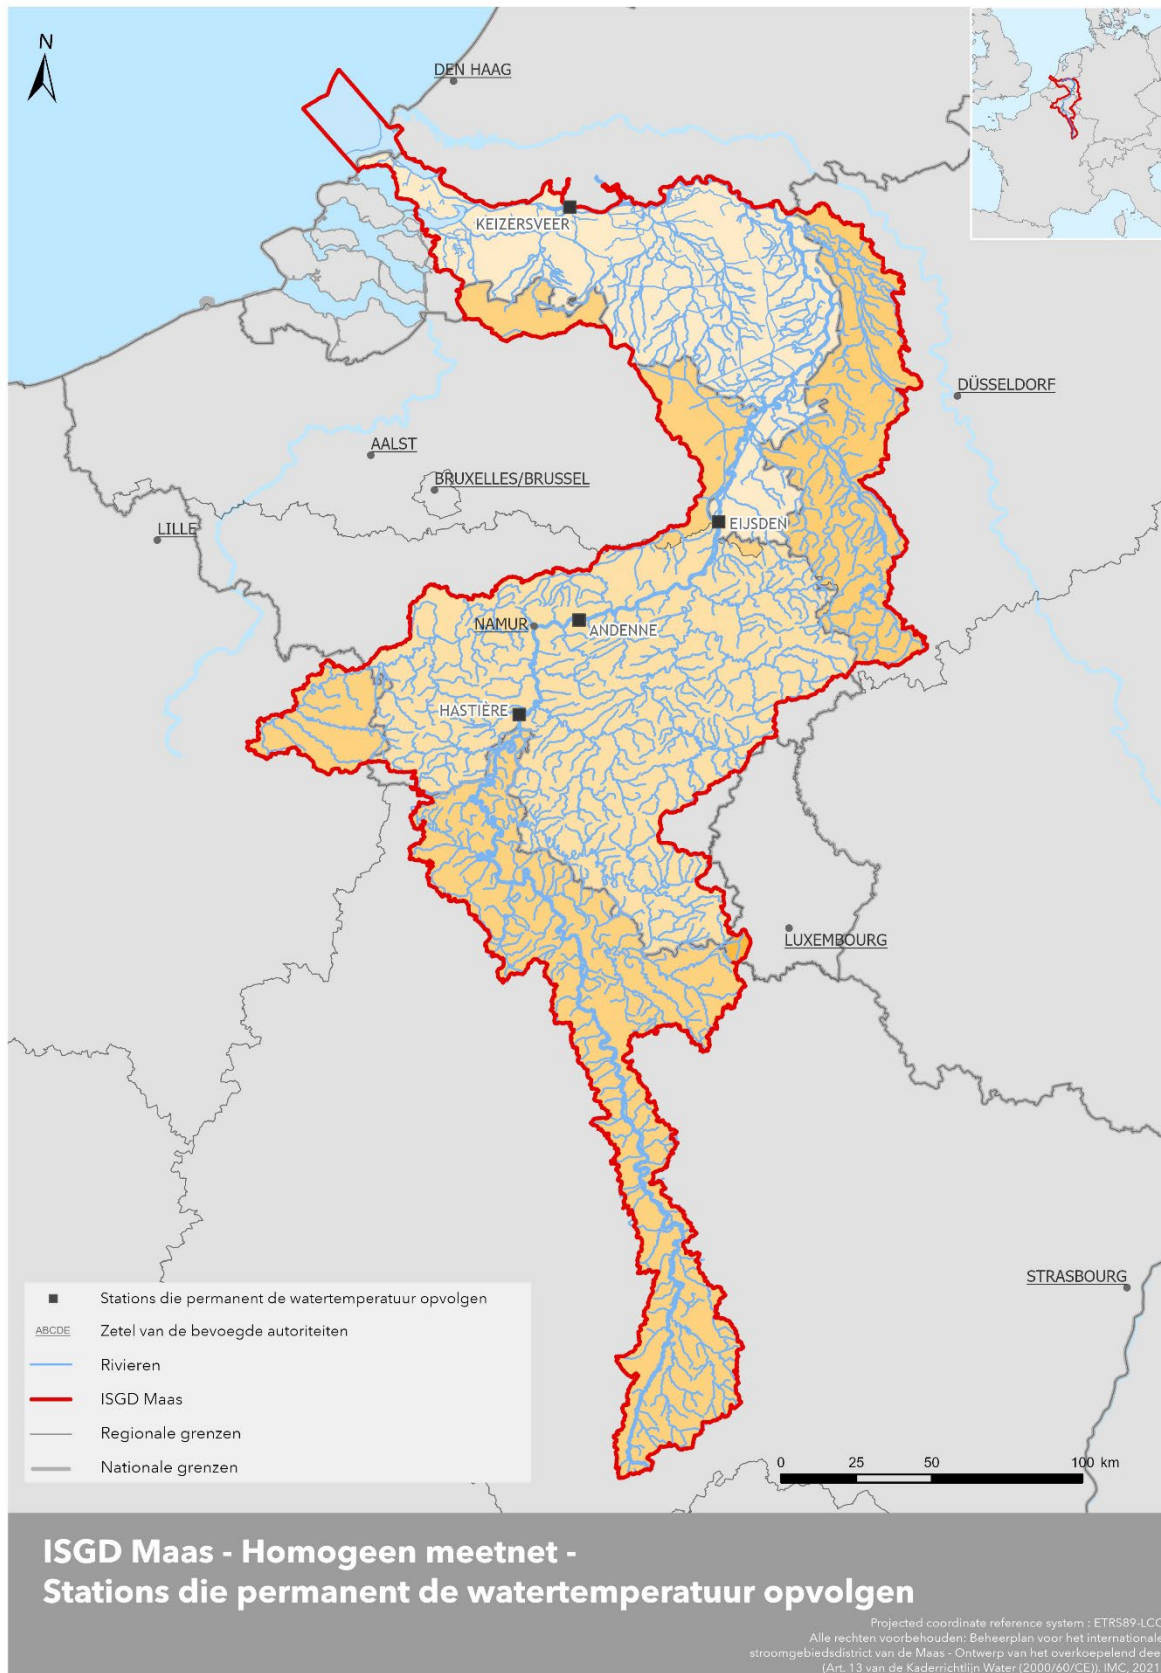 N
DEN HAAG
KEIZERSVEER
DÜSSELDORF
AALST
BRUXELLES/BRUSSEL
LILLE
EIJSDEN
NAMUR
ANDENNE
HASTIÈRE
LUXEMBOURG
STRASBOURG
Stations die permanent de watertemperatuur opvolgen
ABCDE Zetel van de bevoegde autoriteiten
Rivieren
ISGD Maas
Regionale grenzen
Nationale grenzen
0 25 50 100 km
ISGD Maas - Homogeen meetnet -
Stations die permanent de watertemperatuur opvolgen
Projected coordinate reference system : ETRS89-LCC
Alle rechten voorbehouden: Beheerplan voor het internationale
stroomgebiedsdistrict van de Maas - Ontwerp van het overkoepelend deel
(Art. 13 van de Kaderrichtlijn Water (2000/60/CE)), IMC, 2021